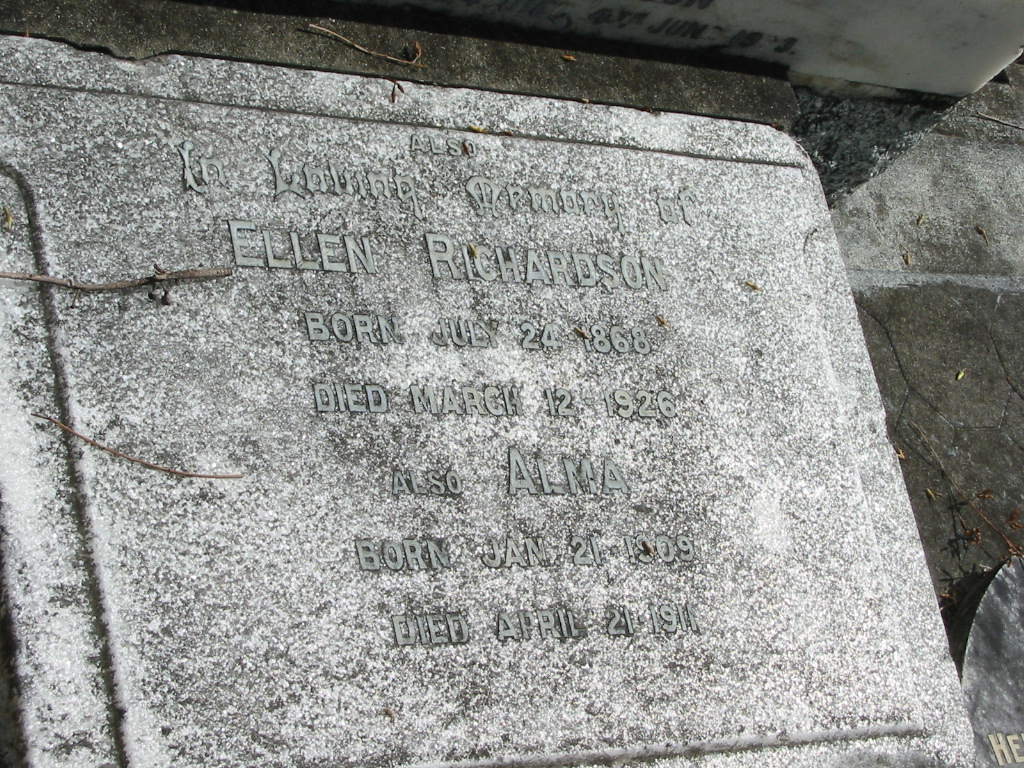 JUN
ALSO
In Loving Memory of
ELLEN RICHARDSON
BORN JULY 24 1868
DIED MARCH 12 1926
ALSO ALMA
BORN JAN. 21 1909
DIED APRIL 21 1911